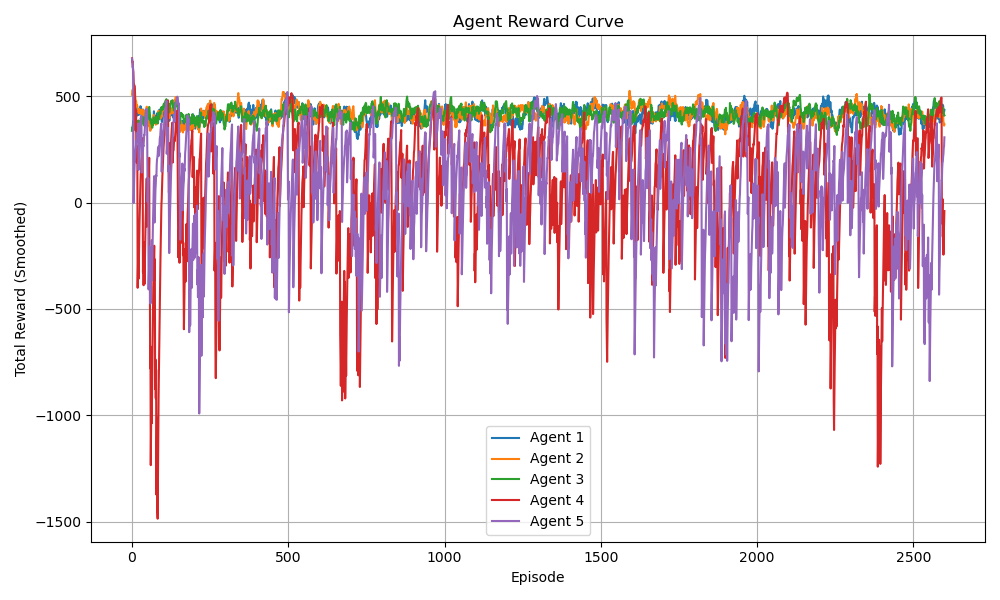 Agent Reward Curve
Total Reward (Smoothed)
500
0
−500
−1000
−1500
Agent 1
Agent 2
Agent 3
Agent 4
Agent 5
0
500
1000
1500
2000
2500
Episode